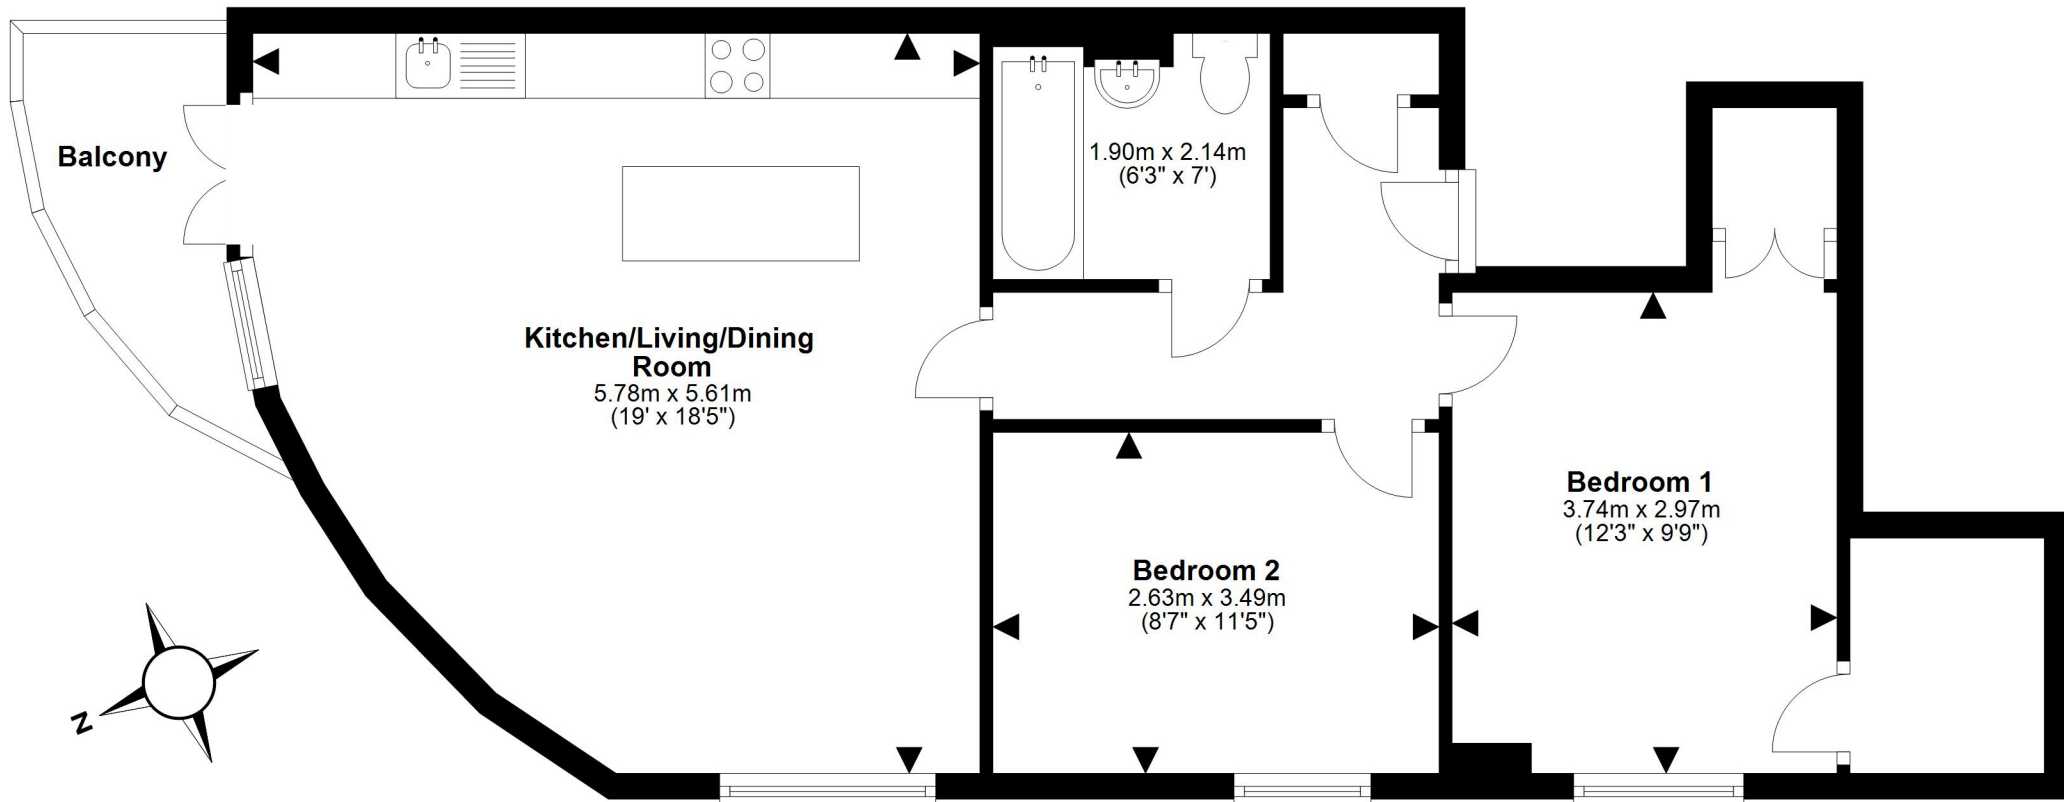 Balcony
1.90m x 2.14m
(6'3" x 7')
Kitchen/Living/Dining
Room
5.78m x 5.61m
(19' x 18'5")
Bedroom 1
3.74m x 2.97m
(12'3" x 9'9")
Bedroom 2
2.63m x 3.49m
(8'7" x 11'5")
N